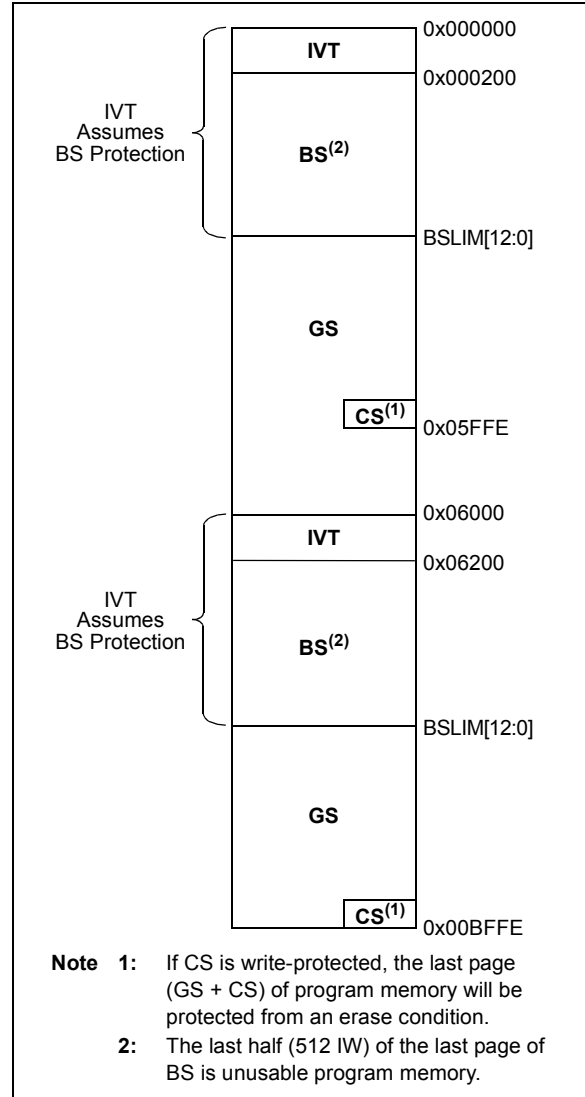 0x000000
IVT
0x000200
IVT
Assumes
BS Protection
BS(2)
BSLIM[12:0]
GS
CS(1)
0x05FFE
0x06000
IVT
0x06200
IVT
Assumes
BS Protection
BS(2)
BSLIM[12:0]
GS
CS(1)
0x00BFFE
Note 1: If CS is write-protected, the last page
(GS + CS) of program memory will be
protected from an erase condition.
2: The last half (512 IW) of the last page of
BS is unusable program memory.